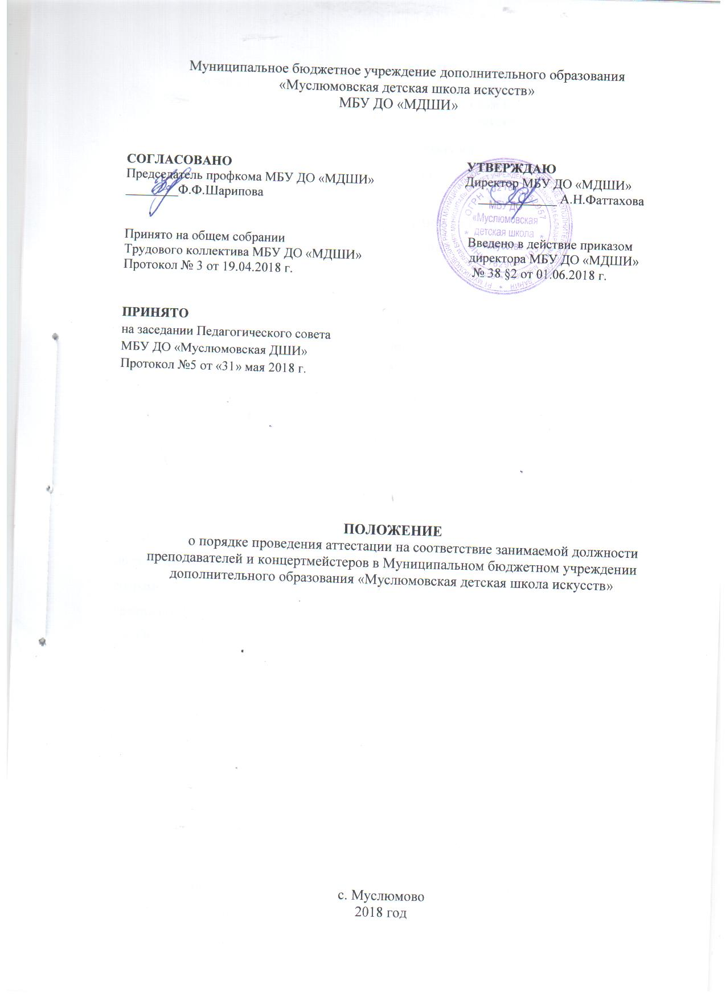 Муниципальное бюджетное учреждение дополнительного образования
«Муслюмовская детская школа искусств»
МБУ ДО «МДШИ»
СОГЛАСОВАНО
Председатель профкома МБУ ДО «МДШИ»
________Ф.Ф.Шарипова
Принято на общем собрании
Трудового коллектива МБУ ДО «МДШИ»
Протокол № 3 от 19.04.2018 г.
УТВЕРЖДАЮ
Директор МБУ ДО «МДШИ»
____________ А.Н.Фаттахова
Введено в действие приказом
директора МБУ ДО «МДШИ»
№ 38 §2 от 01.06.2018 г.
МБУ ДО
«Муслюмовская
детская школа
ПРИНЯТО
на заседании Педагогического совета
МБУ ДО «Муслюмовская ДШИ»
Протокол №5 от «31» мая 2018 г.
ПОЛОЖЕНИЕ
о порядке проведения аттестации на соответствие занимаемой должности
преподавателей и концертмейстеров в Муниципальном бюджетном учреждении
дополнительного образования «Муслюмовская детская школа искусств»
с. Муслюмово
2018 год